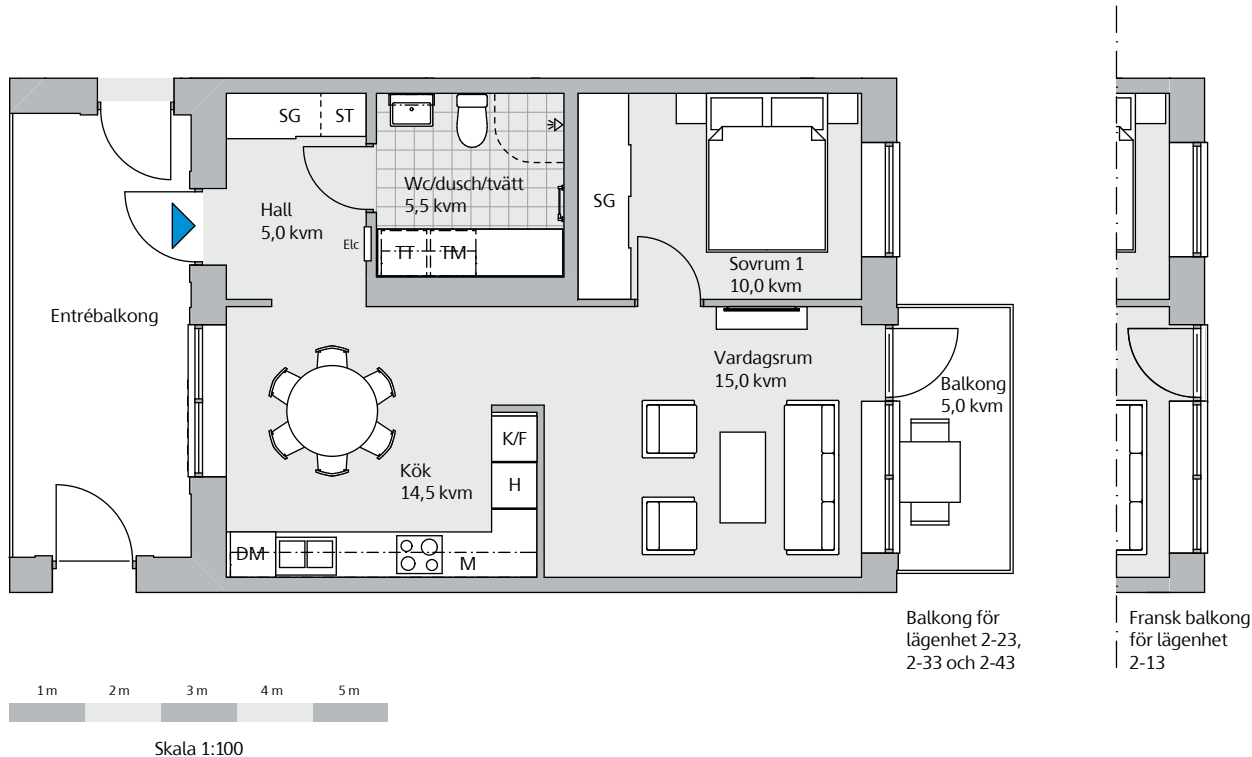 SG
ST
Wc/dusch/tvätt
5,5 kvm
Hall
5,0 kvm
Elc
TT
TM
SG
Sovrum 1
10,0 kvm
Entrébalkong
Vardagsrum
15,0 kvm
Balkong
5,0 kvm
K/F
H
Kök
14,5 kvm
DM
M
Balkong för
lägenhet 2-23,
2-33 och 2-43
Fransk balkong
för lägenhet
2-13
1 m
2 m
3 m
4 m
5 m
Skala 1:100